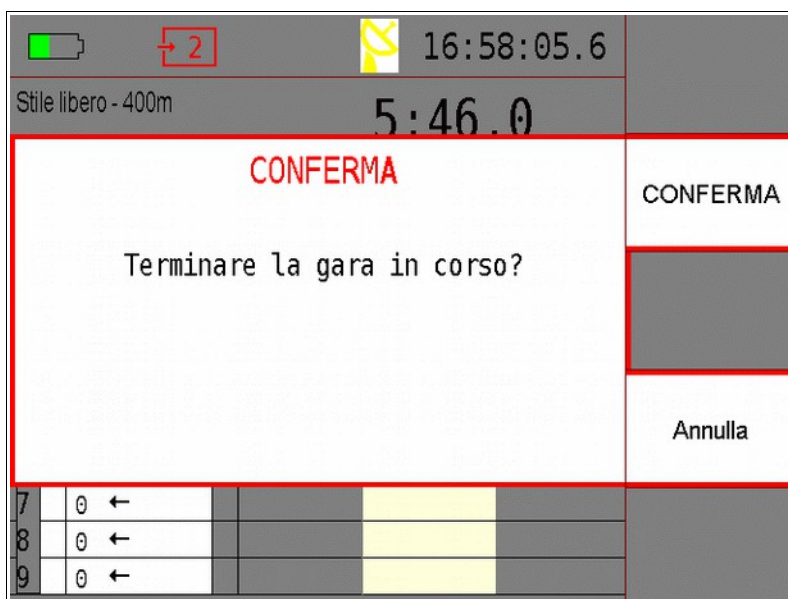 2 16:58:05.6
Stile libero - 400m 5:46.0
CONFERMA
CONFERMA
Terminare la gara in corso?
Annulla
7 0 ←
8 0 ←
9 0 ←